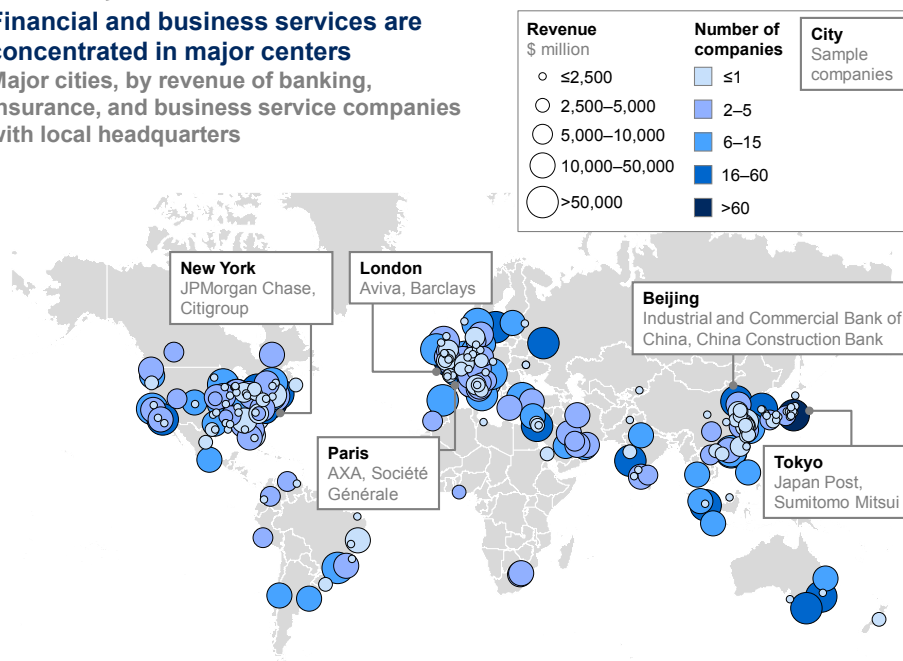 Financial and business services are
concentrated in major centers
Major cities, by revenue of banking,
insurance, and business service companies
with local headquarters
Revenue
$ million
≤2,500
2,500–5,000
5,000–10,000
10,000–50,000
>50,000
Number of
companies
≤1
2–5
6–15
16–60
>60
City
Sample
companies
New York
JPMorgan Chase,
Citigroup
London
Aviva, Barclays
Beijing
Industrial and Commercial Bank of
China, China Construction Bank
Paris
AXA, Société
Générale
Tokyo
Japan Post,
Sumitomo Mitsui